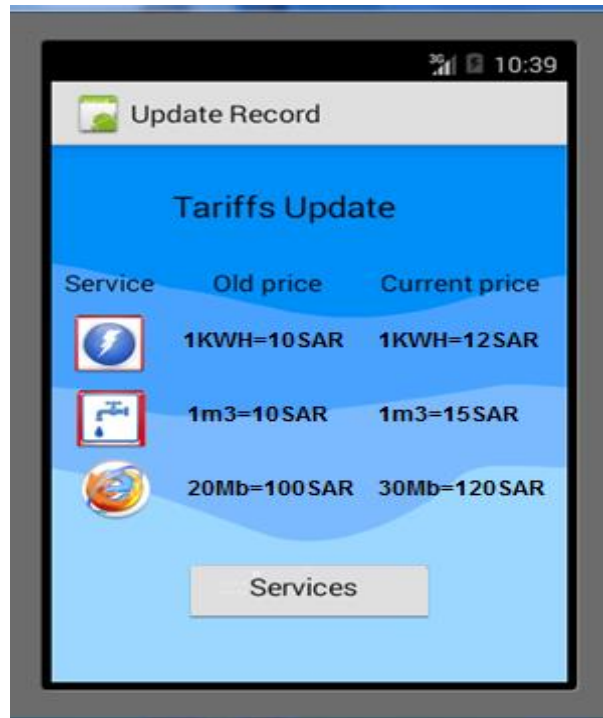 3G 10:39
Update Record
Tariffs Update
Service Old price Current price
1KWH=10SAR 1KWH=12SAR
1m3=10SAR 1m3=15SAR
20Mb=100SAR 30Mb=120SAR
Services